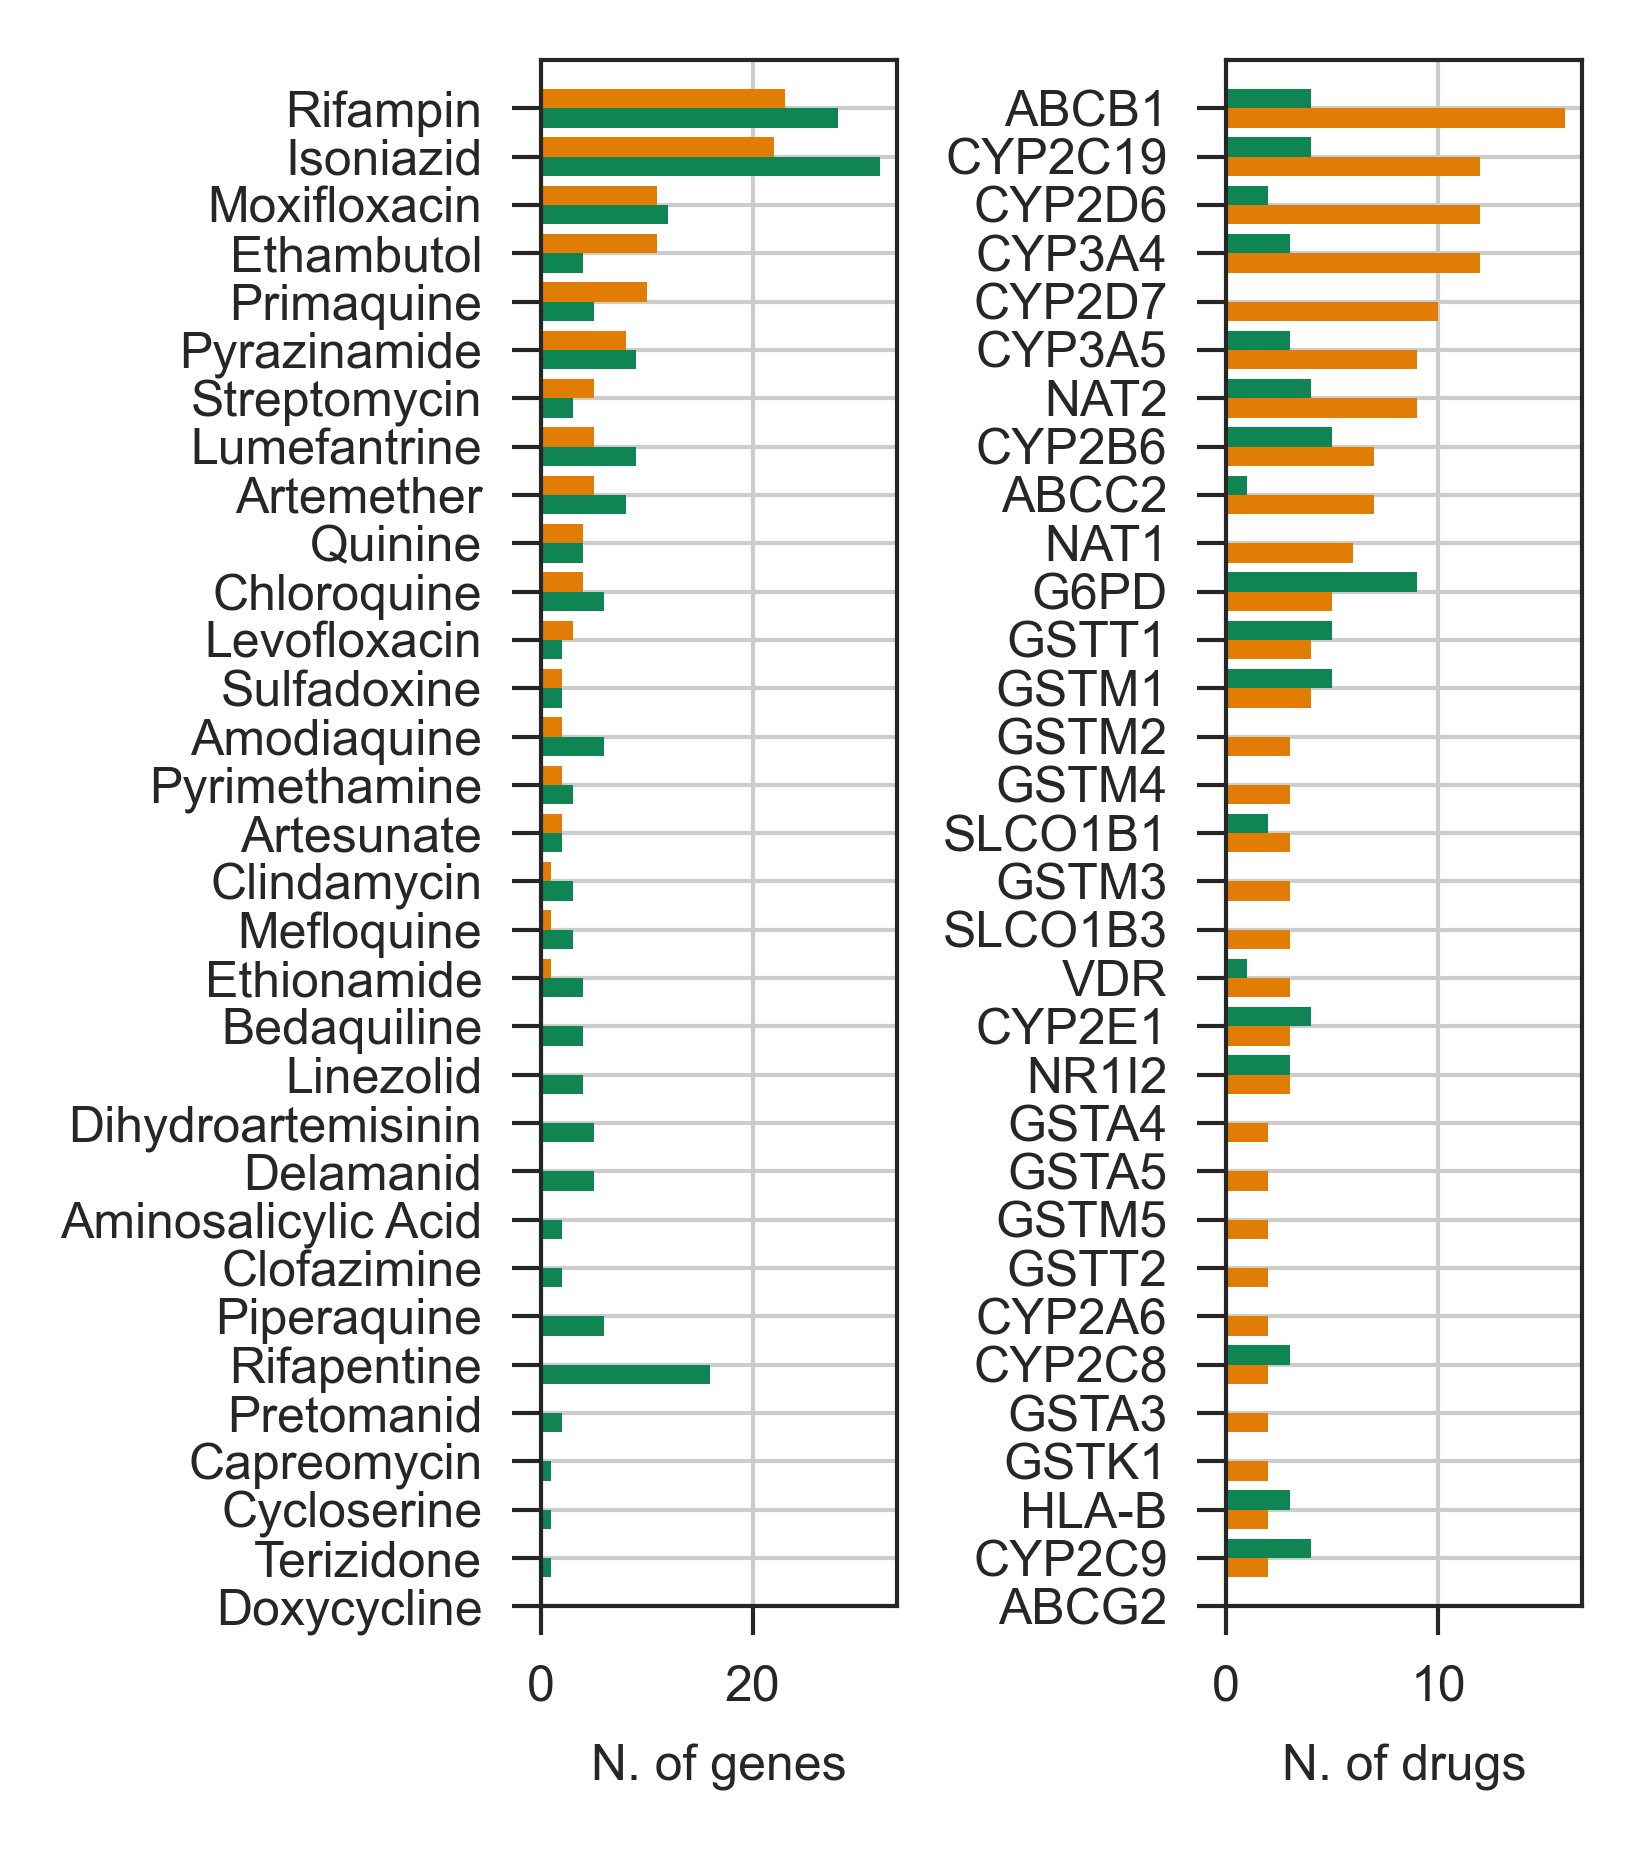 Rifampin
Isoniazid
Moxifloxacin
Ethambutol
Primaquine
Pyrazinamide
Streptomycin
Lumefantrine
Artemether
Quinine
Chloroquine
Levofloxacin
Sulfadoxine
Amodiaquine
Pyrimethamine
Artesunate
Clindamycin
Mefloquine
Ethionamide
Bedaquiline
Linezolid
Dihydroartemisinin
Delamanid
Aminosalicylic Acid
Clofazimine
Piperaquine
Rifapentine
Pretomanid
Capreomycin
Cycloserine
Terizidone
Doxycycline
0 20
N. of genes
ABCB1
CYP2C19
CYP2D6
CYP3A4
CYP2D7
CYP3A5
NAT2
CYP2B6
ABCC2
NAT1
G6PD
GSTT1
GSTM1
GSTM2
GSTM4
SLCO1B1
GSTM3
SLCO1B3
VDR
CYP2E1
NR1I2
GSTA4
GSTA5
GSTM5
GSTT2
CYP2A6
CYP2C8
GSTA3
GSTK1
HLA-B
CYP2C9
ABCG2
0 10
N. of drugs